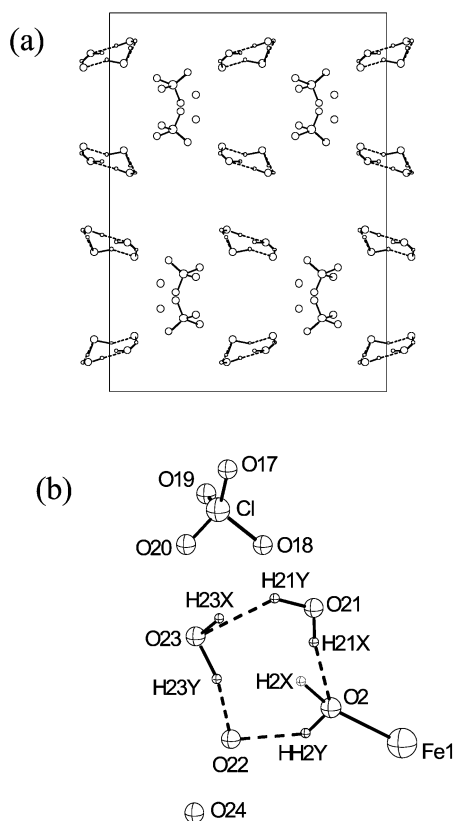 (a)
(b)
O17
O19
Cl
O20
O18
H21Y
H23X
O21
O23
H21X
H23Y
H2X
O2
HH2Y
O22
Fe1
O24